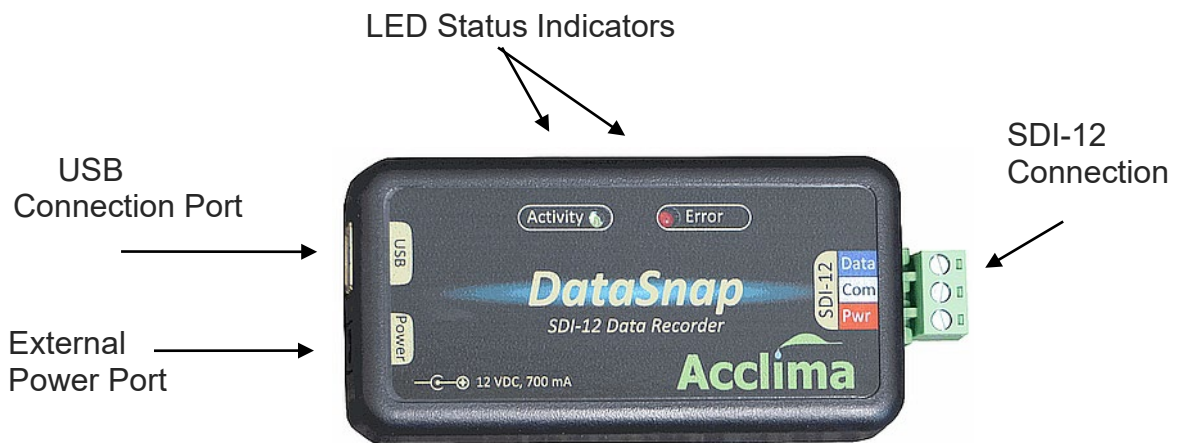 LED Status Indicators
SDI-12
Connection
USB
Connection Port
External
Power Port
Activity
Error
USB
Power
DataSnap
SDI-12 Data Recorder
SDI-12
Data
Com
Pwr
12 VDC, 700 mA
Acclima